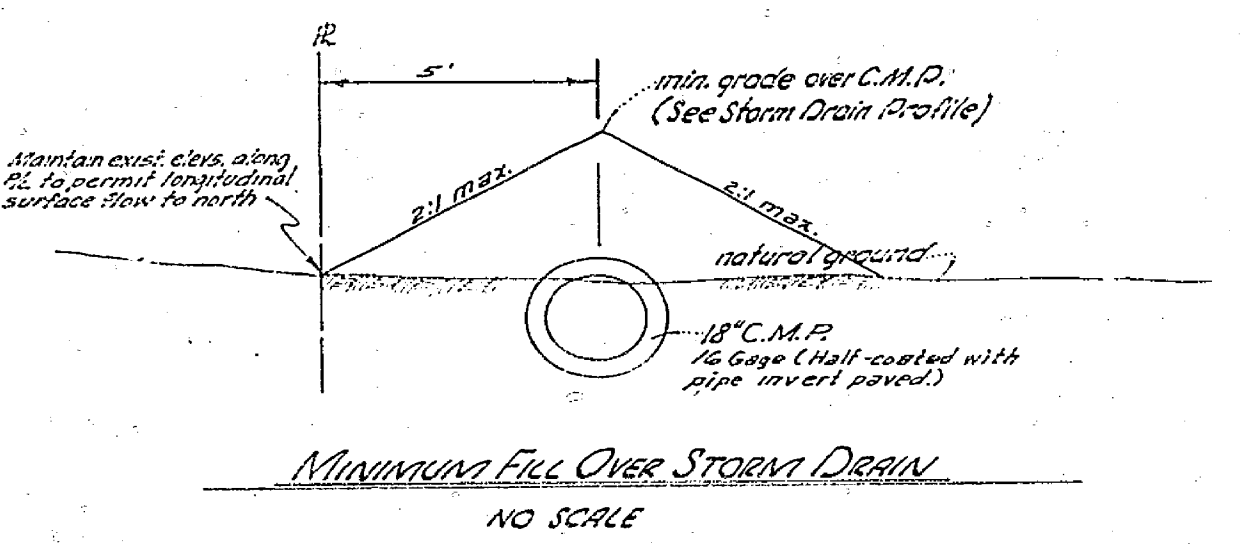 PL
5'
min. grade over C.M.P.
(See Storm Drain Profile)
Maintain exist. elevs. along
PL to permit longitudinal
surface flow to north
2:1 max.
2:1 max.
natural ground
18" C.M.P.
16 Gage (Half-coated with
pipe invert paved.)
MINIMUM FILL OVER STORM DRAIN
NO SCALE